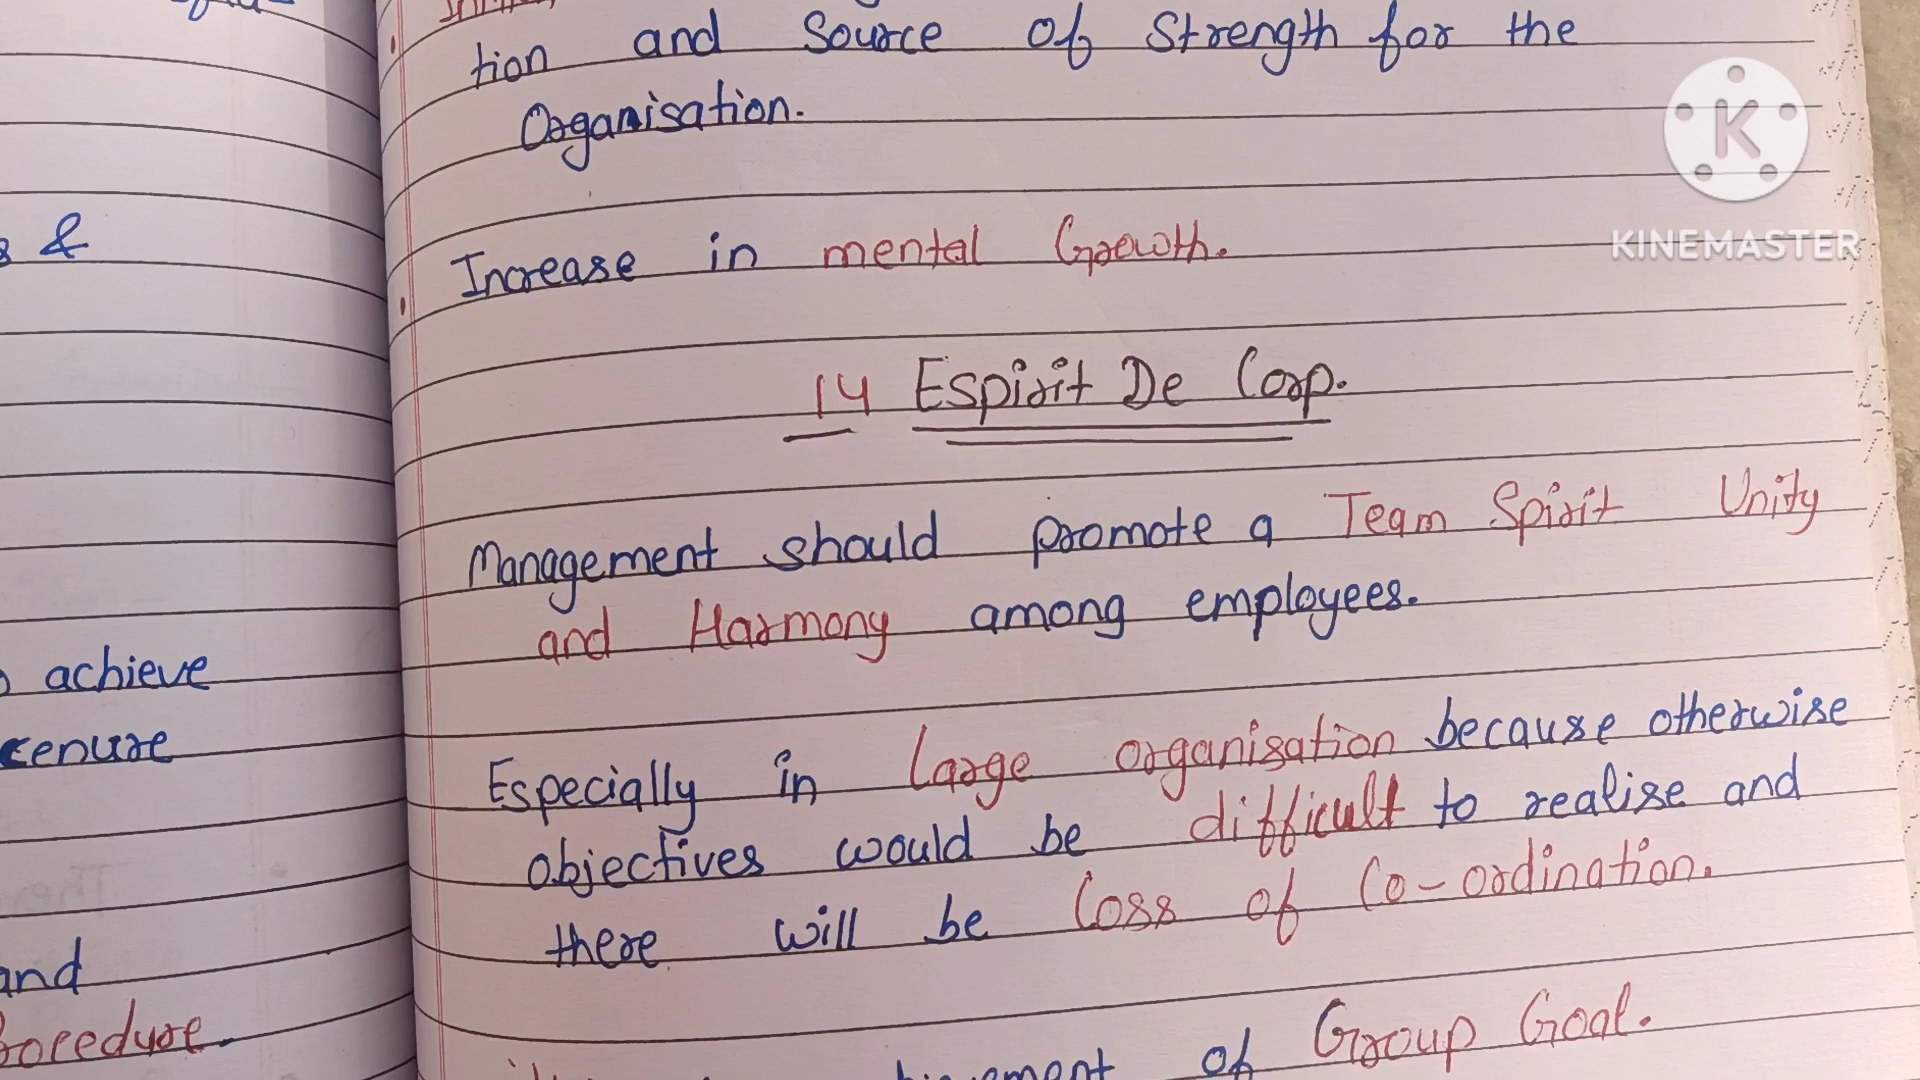 & 
achieve
and
tion and Source of Strength for the
Organisation.
Increase in mental Growth.
14 Espirit De Corp.
Management should promote a Team Spirit Unity
and Harmony among employees.
Especially in large organisation because otherwise
objectives would be difficult to realise and
there will be loss of Co-ordination.
of Group Goal.
K
KINEMASTER